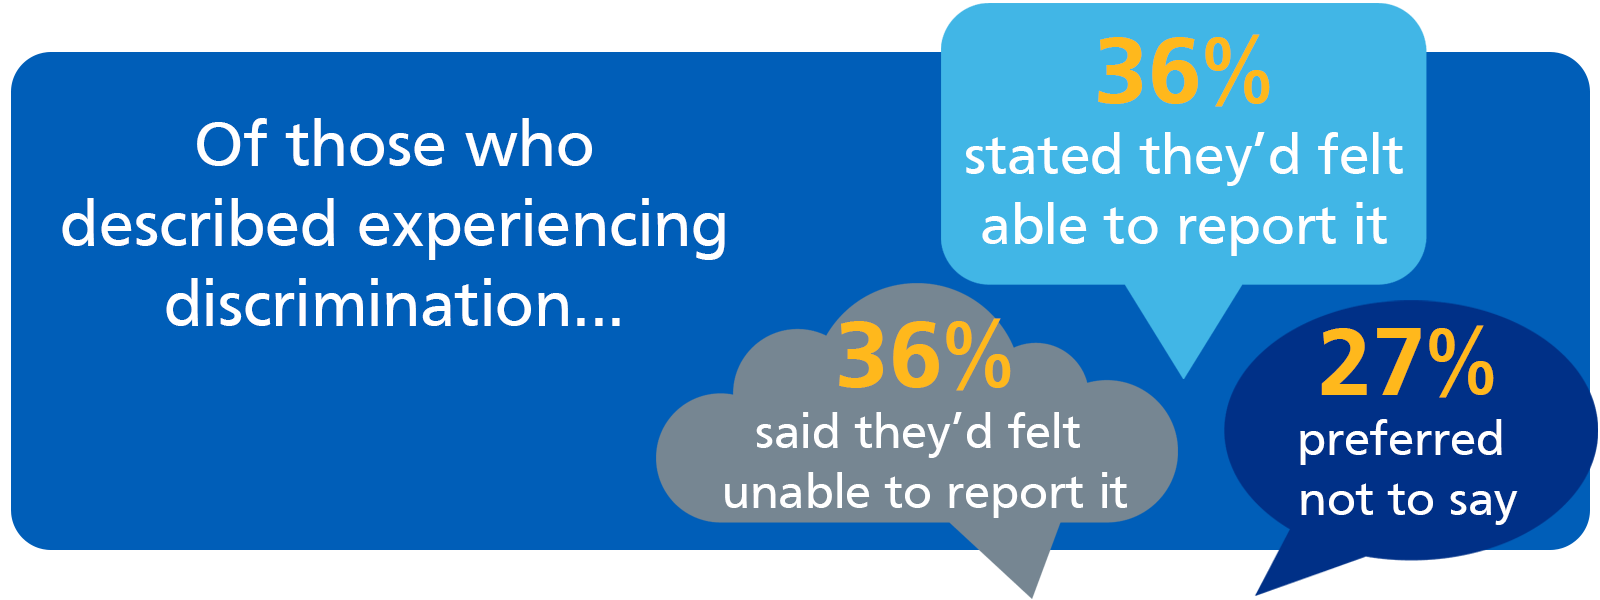 Of those who
described experiencing
discrimination...
36%
stated they’d felt
able to report it
36%
said they’d felt
unable to report it
27%
preferred
not to say